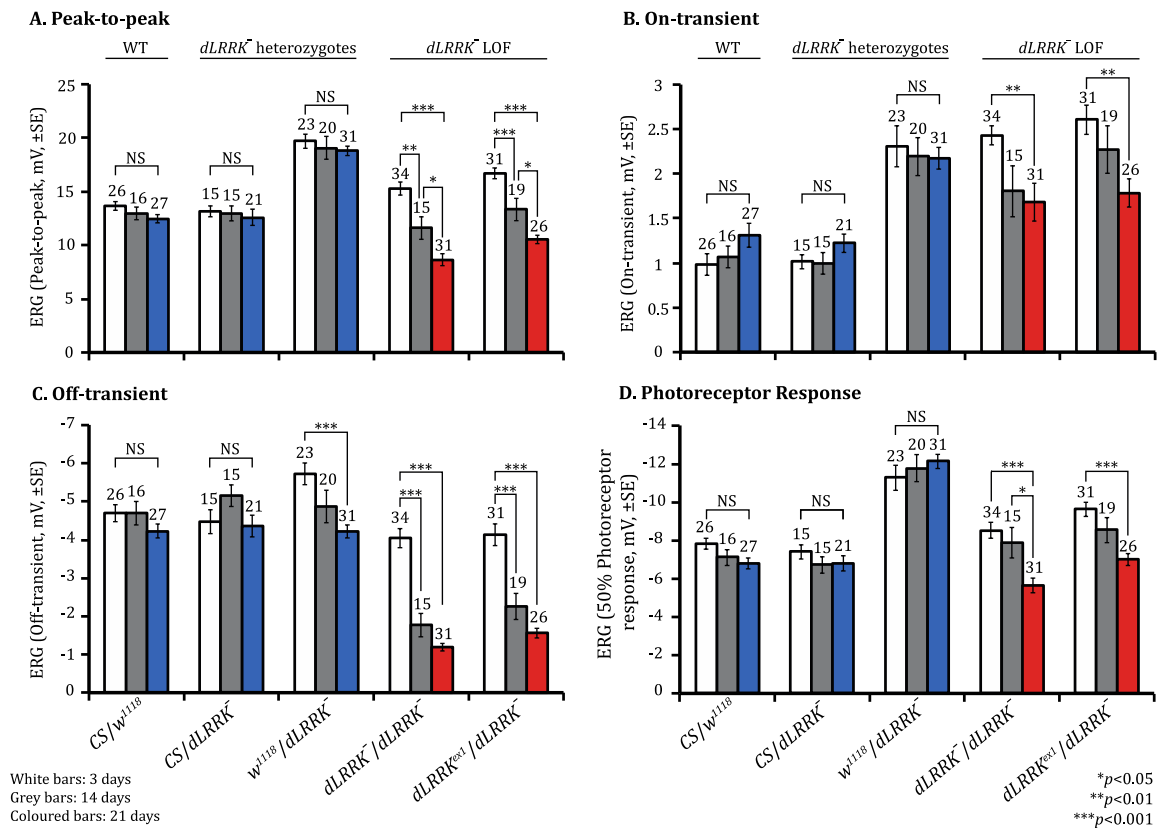 A. Peak-to-peak
WT
dLRRK⁻ heterozygotes
dLRRK⁻ LOF
ERG (Peak-to-peak, mV, ±SE)
25
20
15
10
5
0
NS
26 16 27
NS
15 15 21
NS
23 20 31
***
** *
34 15 31
***
*** *
31 19 26
B. On-transient
WT
dLRRK⁻ heterozygotes
dLRRK⁻ LOF
ERG (On-transient, mV, ±SE)
3
2.5
2
1.5
1
0.5
0
NS
26 16 27
NS
15 15 21
NS
23 20 31
**
34 15 31
**
31 19 26
C. Off-transient
ERG (Off-transient, mV, ±SE)
-7
-6
-5
-4
-3
-2
-1
0
NS
26 16 27
NS
15 15 21
***
23 20 31
***
***
34 15 31
***
***
31 19 26
CS/w¹¹¹⁸
CS/dLRRK⁻
w¹¹¹⁸/dLRRK⁻
dLRRK⁻/dLRRK⁻
dLRRKᵉˣ¹/dLRRK⁻
D. Photoreceptor Response
ERG (50% Photoreceptor
response, mV, ±SE)
-14
-12
-10
-8
-6
-4
-2
0
NS
26 16 27
NS
15 15 21
NS
23 20 31
***
*
34 15 31
***
31 19 26
CS/w¹¹¹⁸
CS/dLRRK⁻
w¹¹¹⁸/dLRRK⁻
dLRRK⁻/dLRRK⁻
dLRRKᵉˣ¹/dLRRK⁻
White bars: 3 days
Grey bars: 14 days
Coloured bars: 21 days
*p<0.05
**p<0.01
***p<0.001